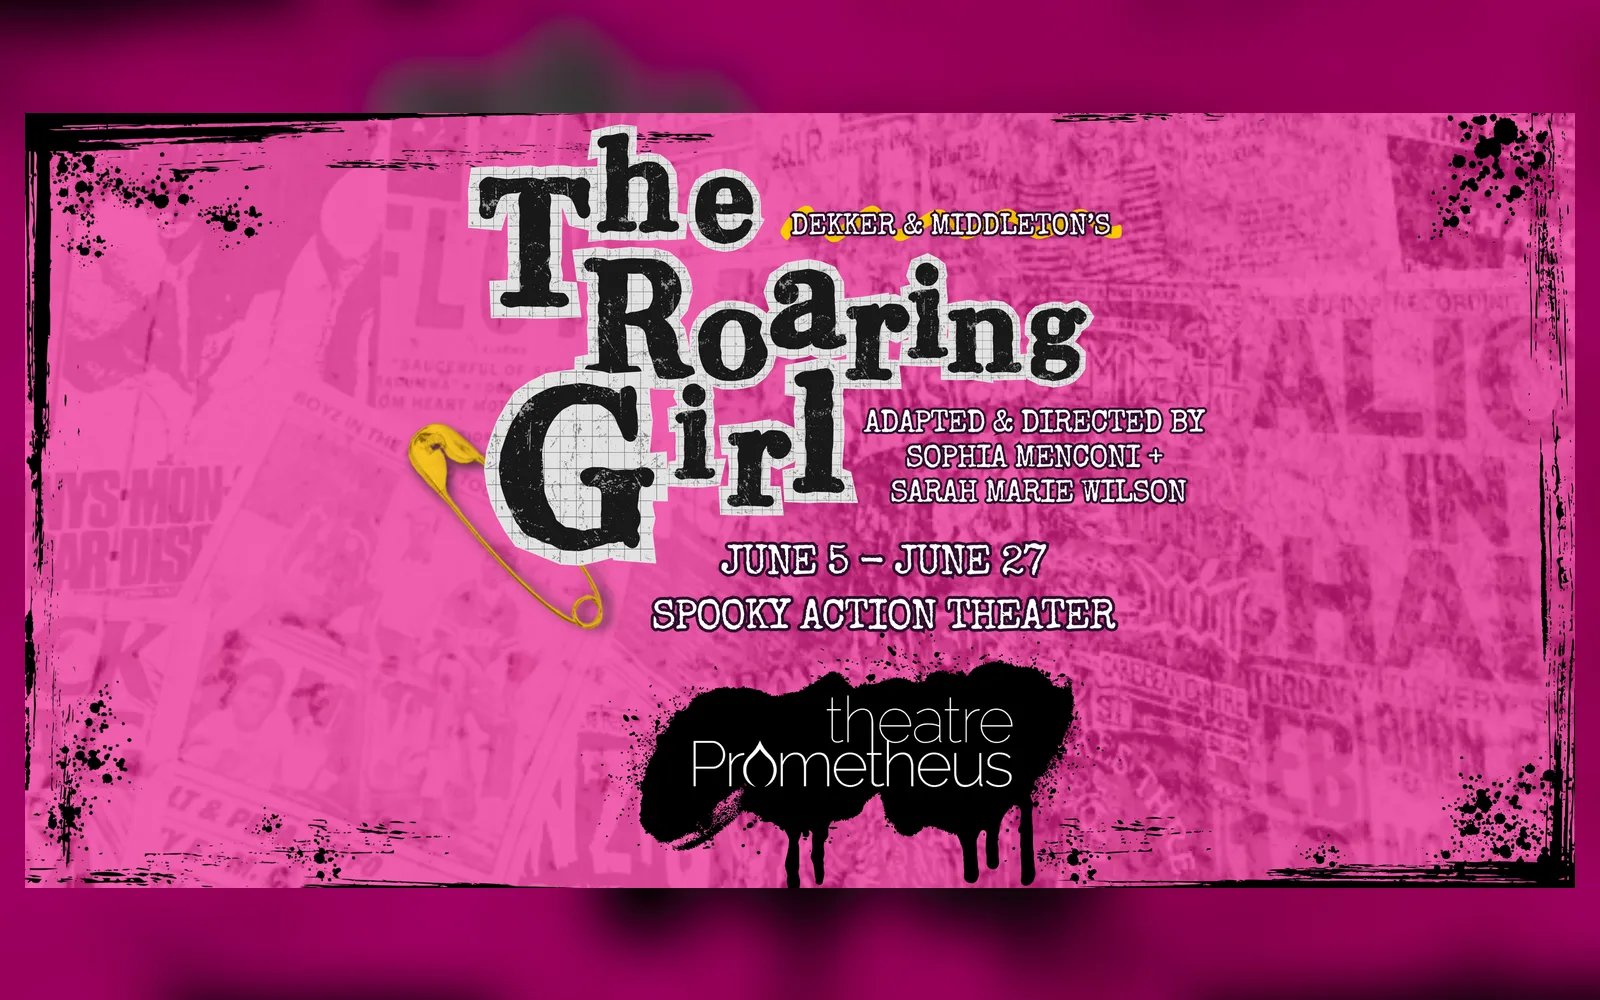 The
DEKKER & MIDDLETON'S
Roaring
Girl
ADAPTED & DIRECTED BY
SOPHIA MENCONI +
SARAH MARIE WILSON
JUNE 5 – JUNE 27
SPOOKY ACTION THEATER
theatre
Prometheus